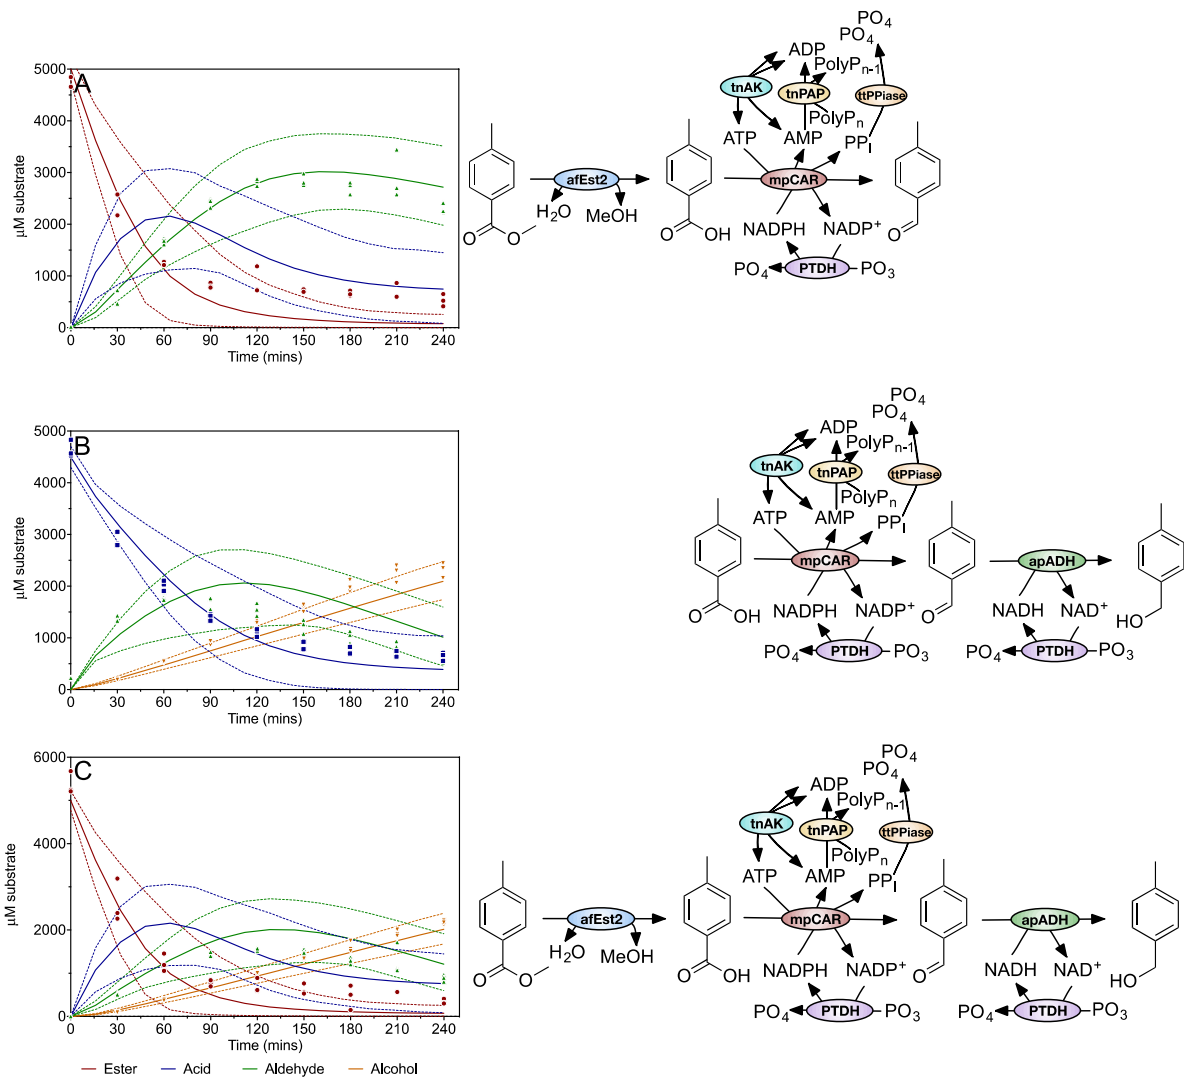 A
5000
4000
3000
2000
1000
0
μM substrate
0 30 60 90 120 150 180 210 240
Time (mins)
O
afEst2
H2O
MeOH
O
OH
PO4
PO4
ADP
PolyPn-1
tnAK
tnPAP
ttPPiase
PolyPn
ATP
AMP
PPI
mpCAR
NADPH
NADP+
PO4
PTDH
PO3
O
B
5000
4000
3000
2000
1000
0
μM substrate
0 30 60 90 120 150 180 210 240
Time (mins)
O
OH
PO4
PO4
ADP
PolyPn-1
tnAK
tnPAP
ttPPiase
PolyPn
ATP
AMP
PPI
mpCAR
NADPH
NADP+
PO4
PTDH
PO3
O
apADH
NADH
NAD+
PO4
PTDH
PO3
HO
C
6000
4000
2000
0
μM substrate
0 30 60 90 120 150 180 210 240
Time (mins)
O
O
afEst2
H2O
MeOH
O
OH
PO4
PO4
ADP
PolyPn-1
tnAK
tnPAP
ttPPiase
PolyPn
ATP
AMP
PPI
mpCAR
NADPH
NADP+
PO4
PTDH
PO3
O
apADH
NADH
NAD+
PO4
PTDH
PO3
HO
Ester Acid Aldehyde Alcohol